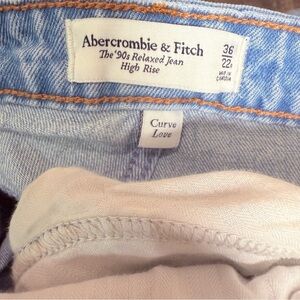 Abercrombie & Fitch
The '90s Relaxed Jean
High Rise
36
22
Curve
Love